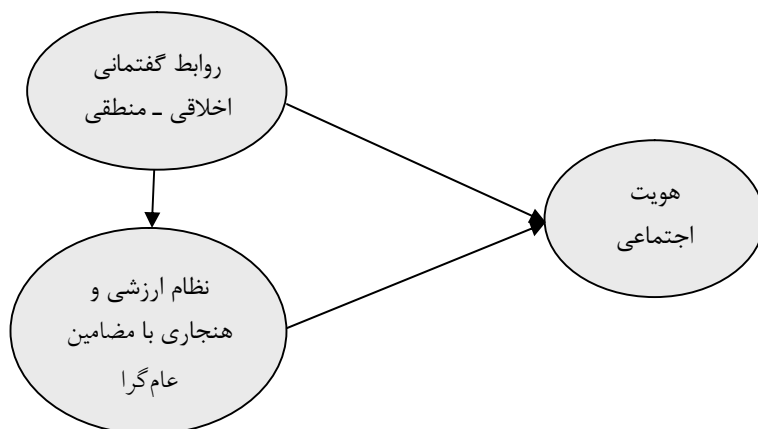 روابط گفتمانی
اخلاقی ـ منطقی
هویت
اجتماعی
نظام ارزشی و
هنجاری با مضامین
عام‌گرا